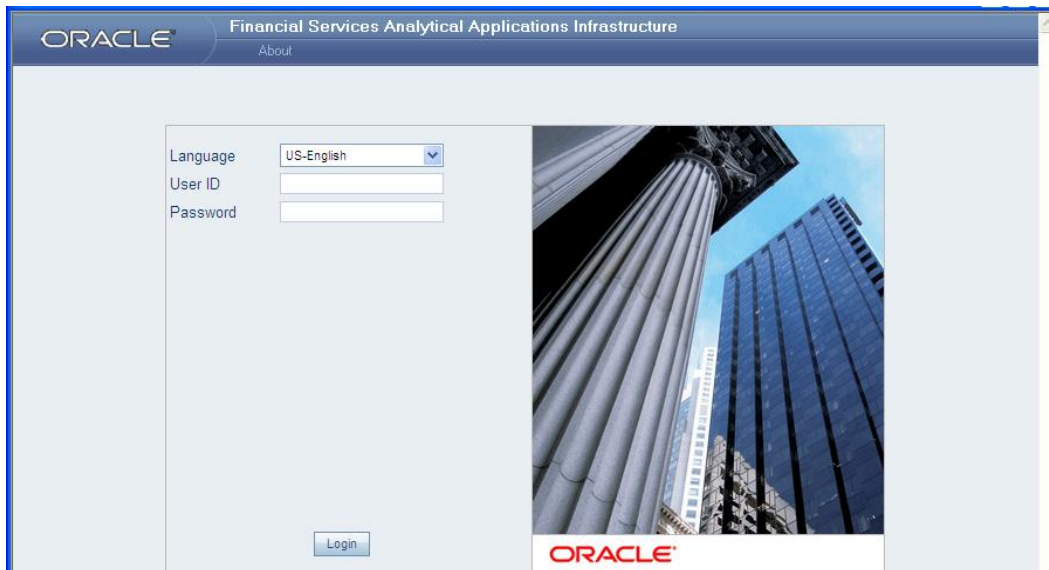 ORACLE
Financial Services Analytical Applications Infrastructure
About
Language US-English
User ID
Password
Login
ORACLE